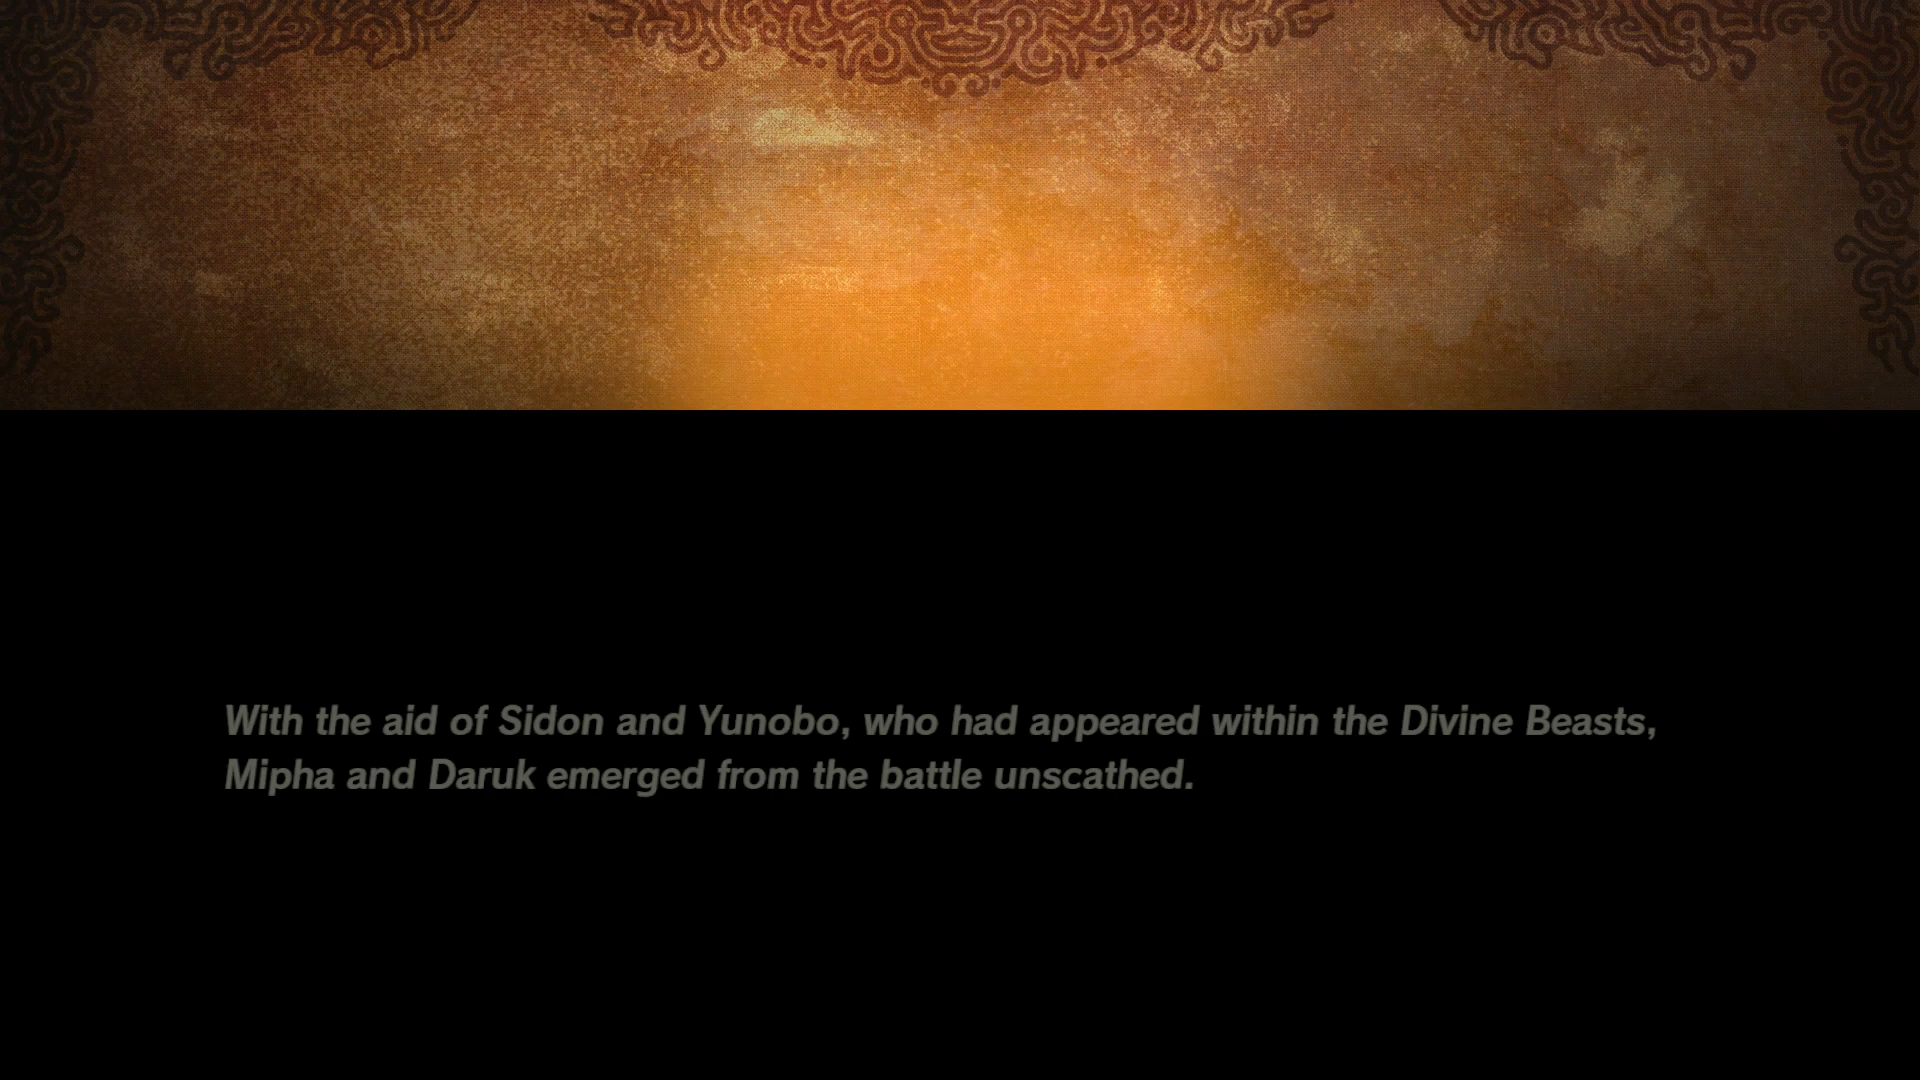 With the aid of Sidon and Yunobo, who had appeared within the Divine Beasts,
Mipha and Daruk emerged from the battle unscathed.